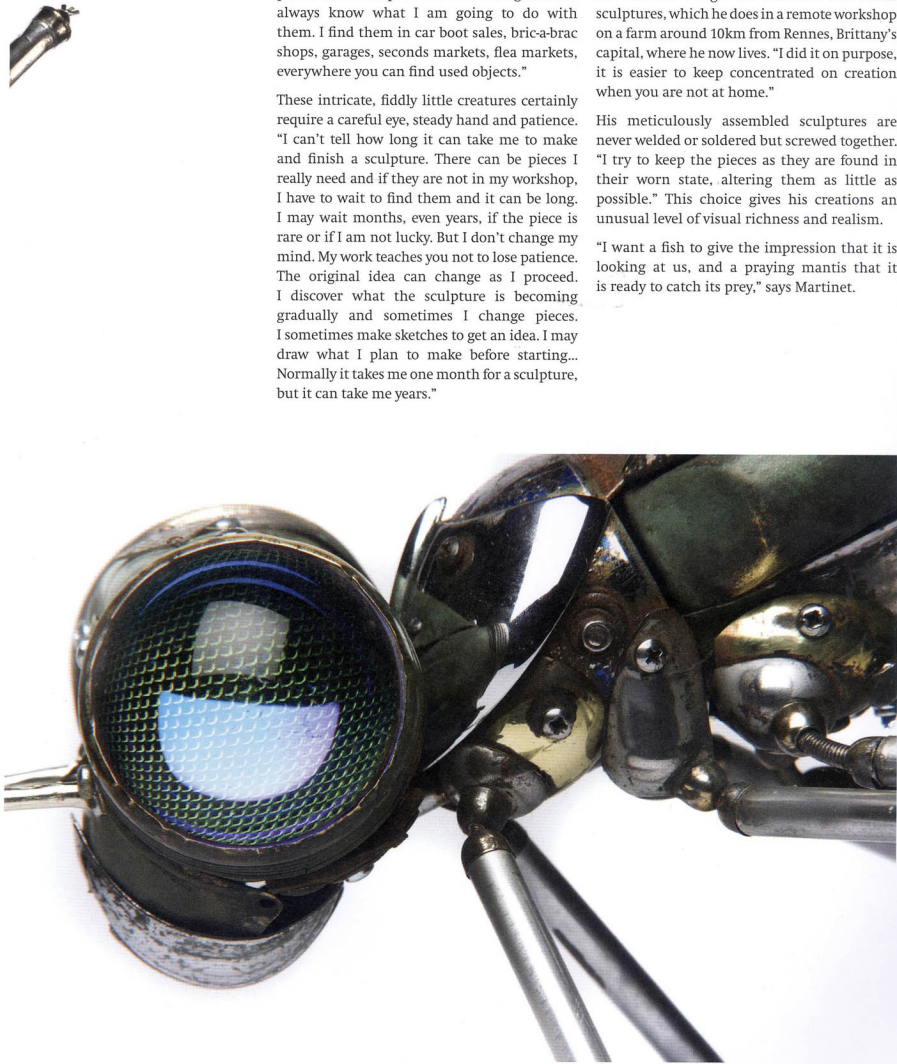 always know what I am going to do with
them. I find them in car boot sales, bric-a-brac
shops, garages, seconds markets, flea markets,
everywhere you can find used objects.”
These intricate, fiddly little creatures certainly
require a careful eye, steady hand and patience.
“I can’t tell how long it can take me to make
and finish a sculpture. There can be pieces I
really need and if they are not in my workshop,
I have to wait to find them and it can be long.
I may wait months, even years, if the piece is
rare or if I am not lucky. But I don’t change my
mind. My work teaches you not to lose patience.
The original idea can change as I proceed.
I discover what the sculpture is becoming
gradually and sometimes I change pieces.
I sometimes make sketches to get an idea. I may
draw what I plan to make before starting...
Normally it takes me one month for a sculpture,
but it can take me years.”
sculptures, which he does in a remote workshop
on a farm around 10km from Rennes, Brittany’s
capital, where he now lives. “I did it on purpose,
it is easier to keep concentrated on creation
when you are not at home.”
His meticulously assembled sculptures are
never welded or soldered but screwed together.
“I try to keep the pieces as they are found in
their worn state, altering them as little as
possible.” This choice gives his creations an
unusual level of visual richness and realism.
“I want a fish to give the impression that it is
looking at us, and a praying mantis that it
is ready to catch its prey,” says Martinet.